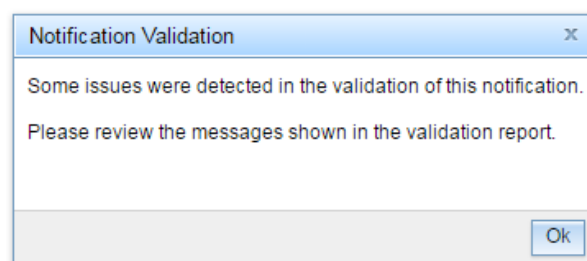 Notification Validation x
Some issues were detected in the validation of this notification.
Please review the messages shown in the validation report.
Ok